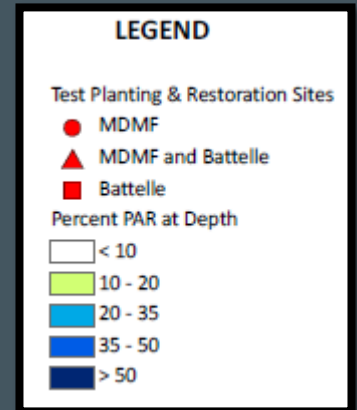 LEGEND
Test Planting & Restoration Sites
MDMF
MDMF and Battelle
Battelle
Percent PAR at Depth
< 10
10 - 20
20 - 35
35 - 50
> 50